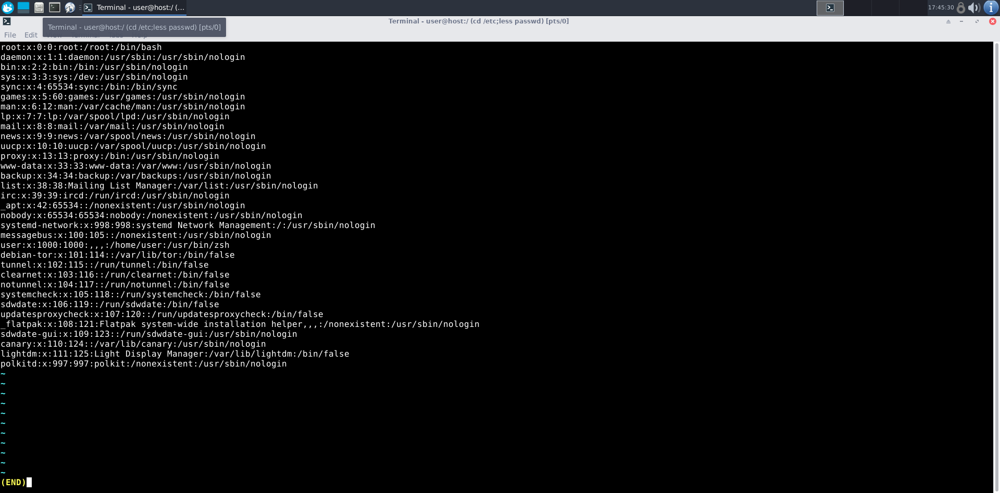 Terminal - user@host:/ (...
17:45:30
Terminal - user@host:/ (cd /etc;less passwd) [pts/0]
Terminal - user@host:/ (cd /etc;less passwd) [pts/0]
File Edit
root:x:0:0:root:/root:/bin/bash
daemon:x:1:1:daemon:/usr/sbin:/usr/sbin/nologin
bin:x:2:2:bin:/bin:/usr/sbin/nologin
sys:x:3:3:sys:/dev:/usr/sbin/nologin
sync:x:4:65534:sync:/bin:/bin/sync
games:x:5:60:games:/usr/games:/usr/sbin/nologin
man:x:6:12:man:/var/cache/man:/usr/sbin/nologin
lp:x:7:7:lp:/var/spool/lpd:/usr/sbin/nologin
mail:x:8:8:mail:/var/mail:/usr/sbin/nologin
news:x:9:9:news:/var/spool/news:/usr/sbin/nologin
uucp:x:10:10:uucp:/var/spool/uucp:/usr/sbin/nologin
proxy:x:13:13:proxy:/bin:/usr/sbin/nologin
www-data:x:33:33:www-data:/var/www:/usr/sbin/nologin
backup:x:34:34:backup:/var/backups:/usr/sbin/nologin
list:x:38:38:Mailing List Manager:/var/list:/usr/sbin/nologin
irc:x:39:39:ircd:/run/ircd:/usr/sbin/nologin
_apt:x:42:65534::/nonexistent:/usr/sbin/nologin
nobody:x:65534:65534:nobody:/nonexistent:/usr/sbin/nologin
systemd-network:x:998:998:systemd Network Management:/:/usr/sbin/nologin
messagebus:x:100:105::/nonexistent:/usr/sbin/nologin
user:x:1000:1000:,,,:/home/user:/usr/bin/zsh
debian-tor:x:101:114::/var/lib/tor:/bin/false
tunnel:x:102:115::/run/tunnel:/bin/false
clearnet:x:103:116::/run/clearnet:/bin/false
notunnel:x:104:117::/run/notunnel:/bin/false
systemcheck:x:105:118::/run/systemcheck:/bin/false
sdwdate:x:106:119::/run/sdwdate:/bin/false
updatesproxycheck:x:107:120::/run/updatesproxycheck:/bin/false
_flatpak:x:108:121:Flatpak system-wide installation helper,,,:/nonexistent:/usr/sbin/nologin
sdwdate-gui:x:109:123::/run/sdwdate-gui:/usr/sbin/nologin
canary:x:110:124::/var/lib/canary:/usr/sbin/nologin
lightdm:x:111:125:Light Display Manager:/var/lib/lightdm:/bin/false
polkitd:x:997:997:polkit:/nonexistent:/usr/sbin/nologin
~
~
~
~
~
~
~
~
~
~
~
(END)